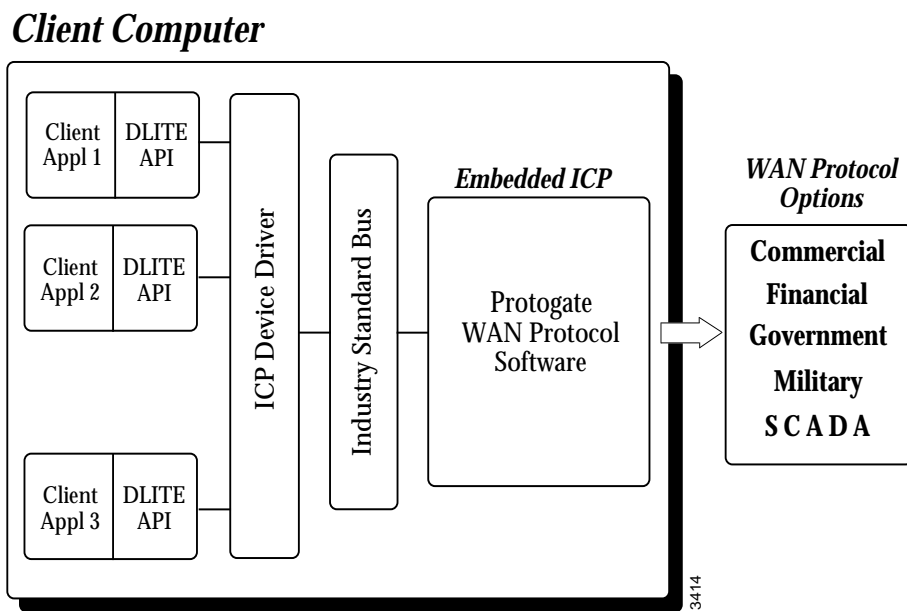 Client Computer
Client
Appl 1
DLITE
API
Client
Appl 2
DLITE
API
Client
Appl 3
DLITE
API
ICP Device Driver
Industry Standard Bus
Embedded ICP
Protogate
WAN Protocol
Software
WAN Protocol
Options
Commercial
Financial
Government
Military
S C A D A
3414